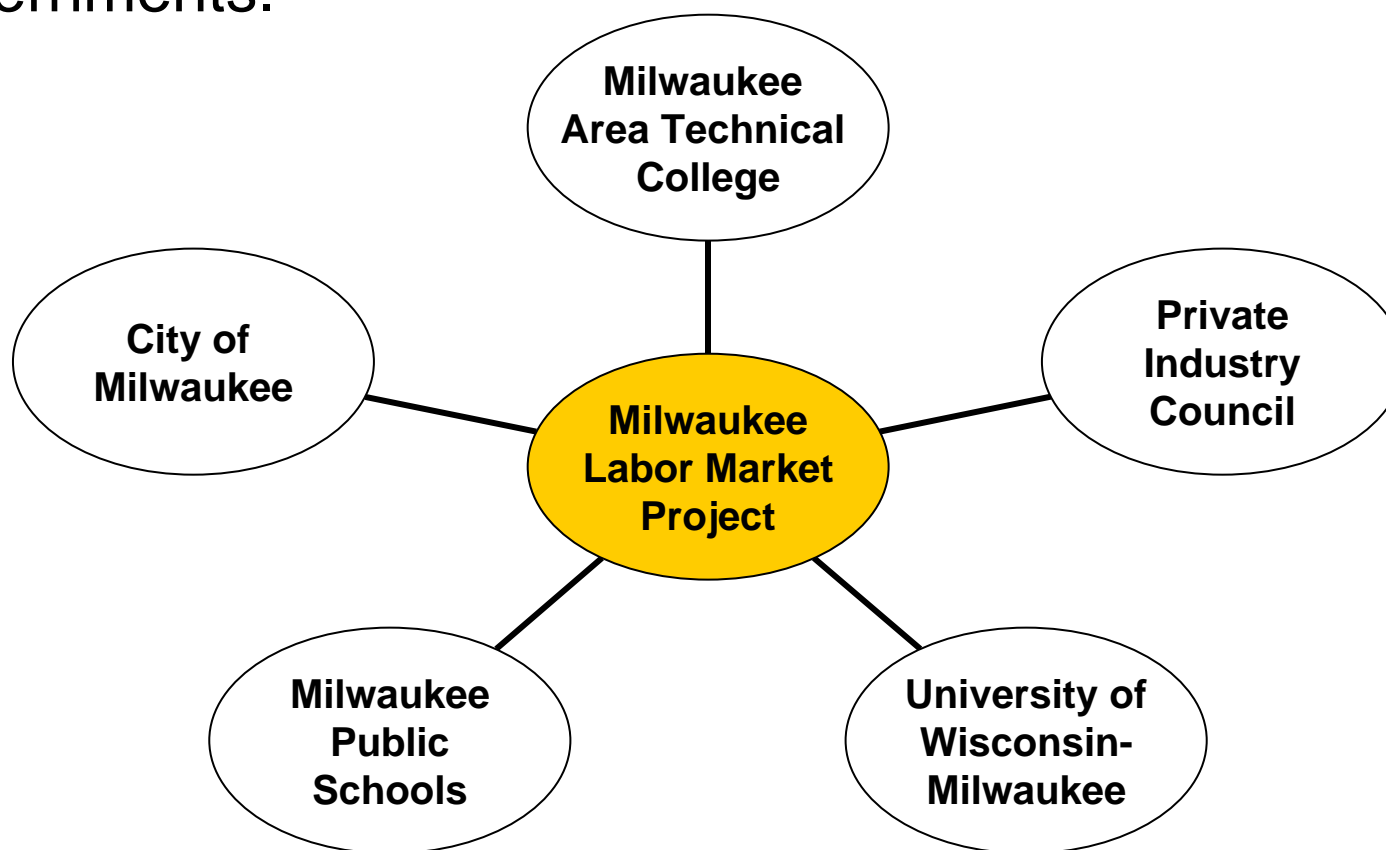 Milwaukee
Area Technical
College
City of
Milwaukee
Private
Industry
Council
Milwaukee
Labor Market
Project
Milwaukee
Public
Schools
University of
Wisconsin-
Milwaukee